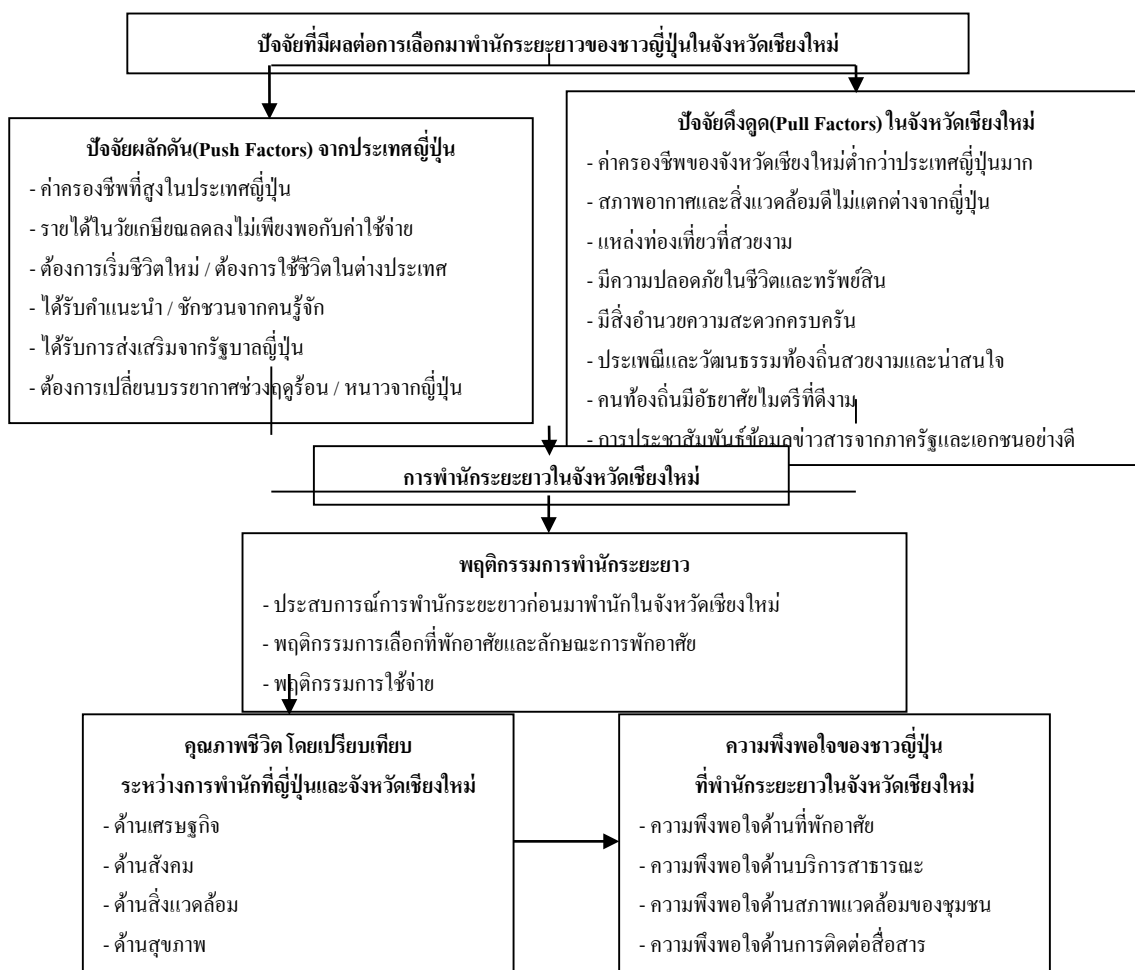 ปัจจัยที่มีผลต่อการเลือกมาพำนักระยะยาวของชาวญี่ปุ่นในจังหวัดเชียงใหม่
ปัจจัยผลักดัน(Push Factors) จากประเทศญี่ปุ่น
- ค่าครองชีพที่สูงในประเทศญี่ปุ่น
- รายได้ในวัยเกษียณลดลงไม่เพียงพอกับค่าใช้จ่าย
- ต้องการเริ่มชีวิตใหม่ / ต้องการใช้ชีวิตในต่างประเทศ
- ได้รับคำแนะนำ / ชักชวนจากคนรู้จัก
- ได้รับการส่งเสริมจากรัฐบาลญี่ปุ่น
- ต้องการเปลี่ยนบรรยากาศช่วงฤดูร้อน / หนาวจากญี่ปุ่น
ปัจจัยดึงดูด(Pull Factors) ในจังหวัดเชียงใหม่
- ค่าครองชีพของจังหวัดเชียงใหม่ต่ำกว่าประเทศญี่ปุ่นมาก
- สภาพอากาศและสิ่งแวดล้อมดีไม่แตกต่างจากญี่ปุ่น
- แหล่งท่องเที่ยวที่สวยงาม
- มีความปลอดภัยในชีวิตและทรัพย์สิน
- มีสิ่งอำนวยความสะดวกครบครัน
- ประเพณีและวัฒนธรรมท้องถิ่นสวยงามและน่าสนใจ
- คนท้องถิ่นมีอัธยาศัยไมตรีที่ดีงาม
- การประชาสัมพันธ์ข้อมูลข่าวสารจากภาครัฐและเอกชนอย่างดี
การพำนักระยะยาวในจังหวัดเชียงใหม่
พฤติกรรมการพำนักระยะยาว
- ประสบการณ์การพำนักระยะยาวก่อนมาพำนักในจังหวัดเชียงใหม่
- พฤติกรรมการเลือกที่พักอาศัยและลักษณะการพักอาศัย
- พฤติกรรมการใช้จ่าย
คุณภาพชีวิต โดยเปรียบเทียบ
ระหว่างการพำนักที่ญี่ปุ่นและจังหวัดเชียงใหม่
- ด้านเศรษฐกิจ
- ด้านสังคม
- ด้านสิ่งแวดล้อม
- ด้านสุขภาพ
ความพึงพอใจของชาวญี่ปุ่น
ที่พำนักระยะยาวในจังหวัดเชียงใหม่
- ความพึงพอใจด้านที่พักอาศัย
- ความพึงพอใจด้านบริการสาธารณะ
- ความพึงพอใจด้านสภาพแวดล้อมของชุมชน
- ความพึงพอใจด้านการติดต่อสื่อสาร